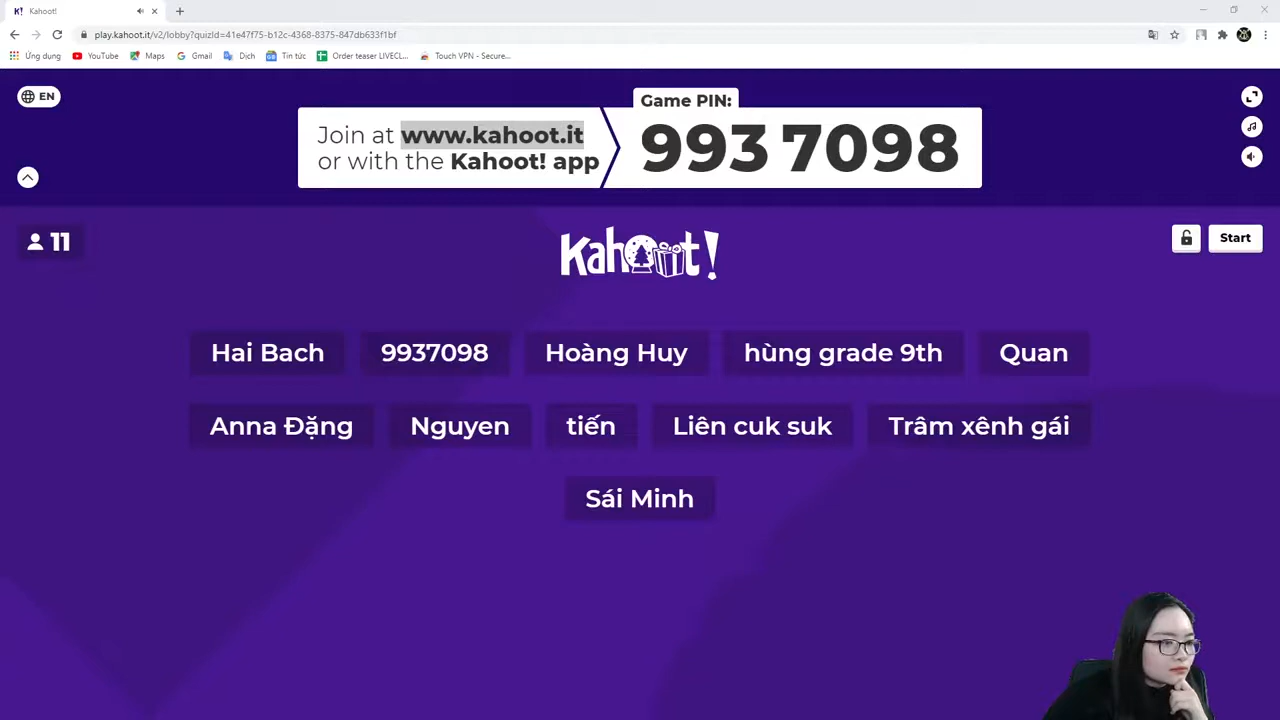 Kahoot!
play.kahoot.it/v2/lobby?quizId=41e47f75-b12c-4368-8375-847db633f1bf
Ứng dụng YouTube Maps Gmail Dịch Tin tức Order teaser LIVECL... Touch VPN - Secure...
EN
Join at www.kahoot.it
or with the Kahoot! app
Game PIN:
993 7098
11
Kahoot!
Start
Hai Bach 9937098 Hoàng Huy hùng grade 9th Quan
Anna Đặng Nguyen tiến Liên cuk suk Trâm xênh gái
Sái Minh